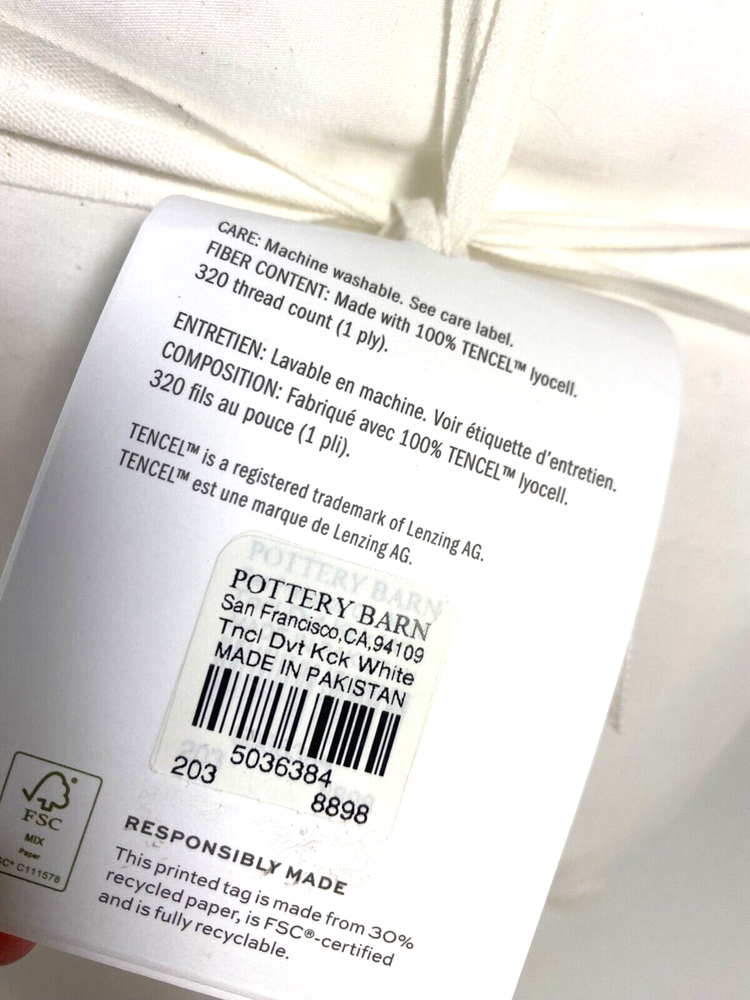 CARE: Machine washable. See care label.
FIBER CONTENT: Made with 100% TENCEL™ lyocell.
320 thread count (1 ply).
ENTRETIEN: Lavable en machine. Voir étiquette d'entretien.
COMPOSITION: Fabriqué avec 100% TENCEL™ lyocell.
320 fils au pouce (1 pli).
TENCEL™ is a registered trademark of Lenzing AG.
TENCEL™ est une marque de Lenzing AG.
POTTERY BARN
POTTERY BARN
San Francisco,CA,94109
Tncl Dvt Kck White
MADE IN PAKISTAN
5036384
203
8898
FSC
MIX
Paper
C111578
RESPONSIBLY MADE
This printed tag is made from 30%
recycled paper, is FSC®-certified
and is fully recyclable.